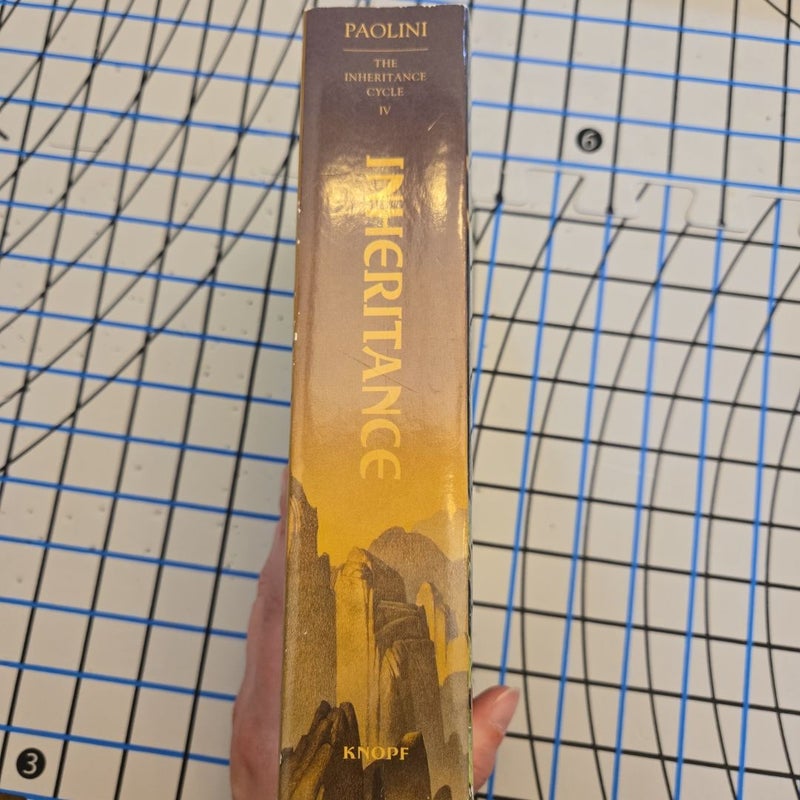 PAOLINI
THE
INHERITANCE
CYCLE
IV
INHERITANCE
KNOPF
6
3